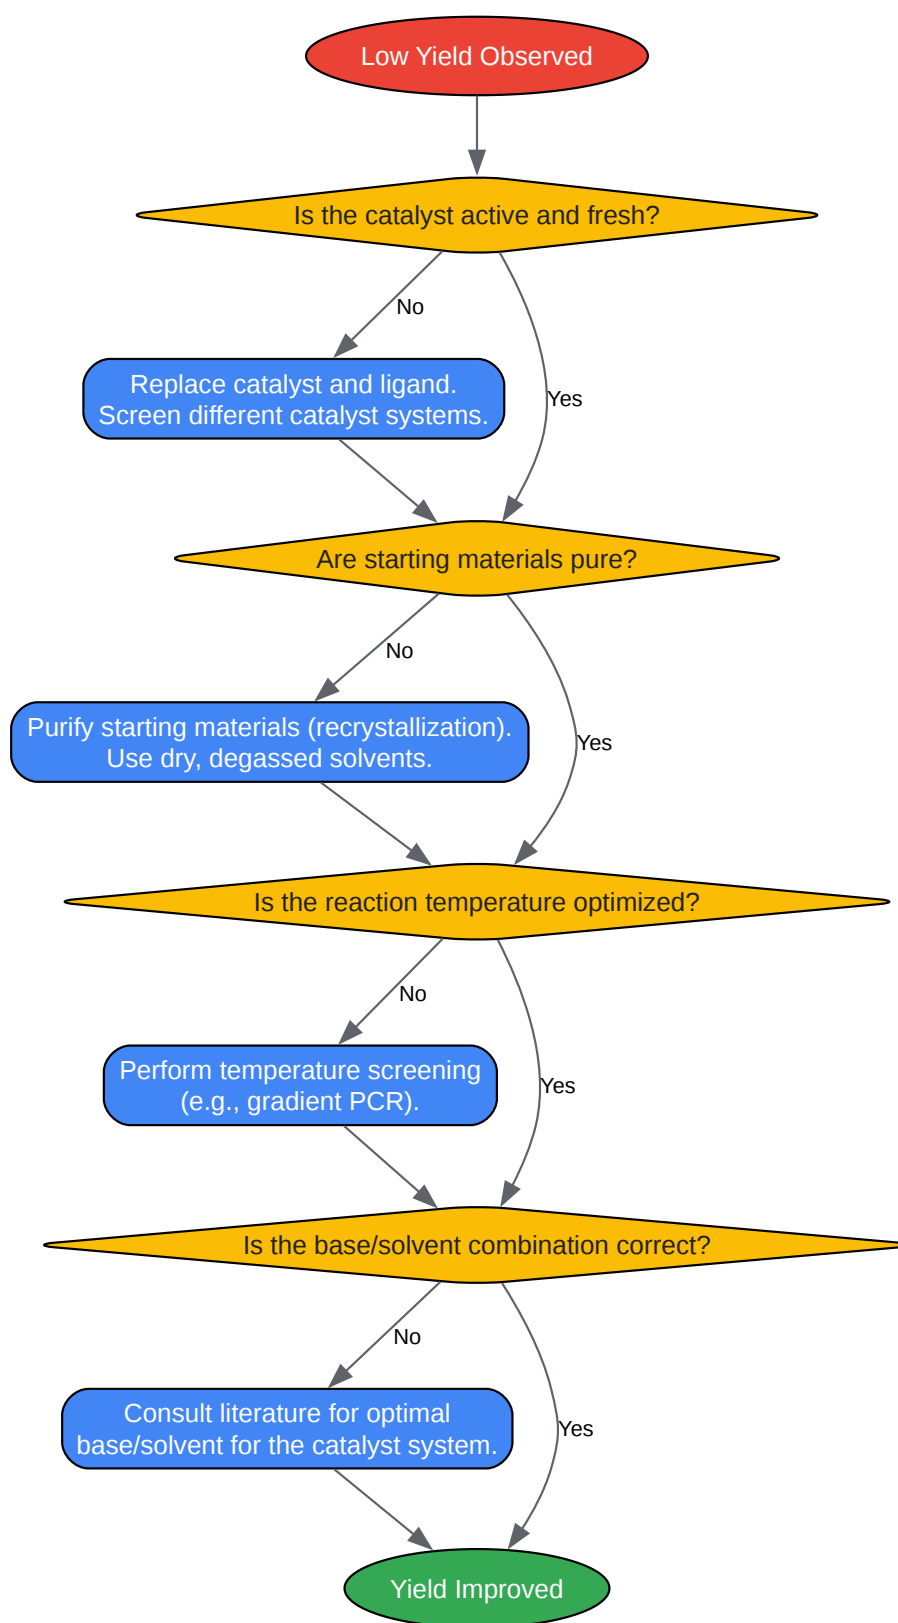 Low Yield Observed
Is the catalyst active and fresh?
No
Replace catalyst and ligand.
Screen different catalyst systems.
Yes
Are starting materials pure?
No
Purify starting materials (recrystallization).
Use dry, degassed solvents.
Yes
Is the reaction temperature optimized?
No
Perform temperature screening
(e.g., gradient PCR).
Yes
Is the base/solvent combination correct?
No
Consult literature for optimal
base/solvent for the catalyst system.
Yes
Yield Improved